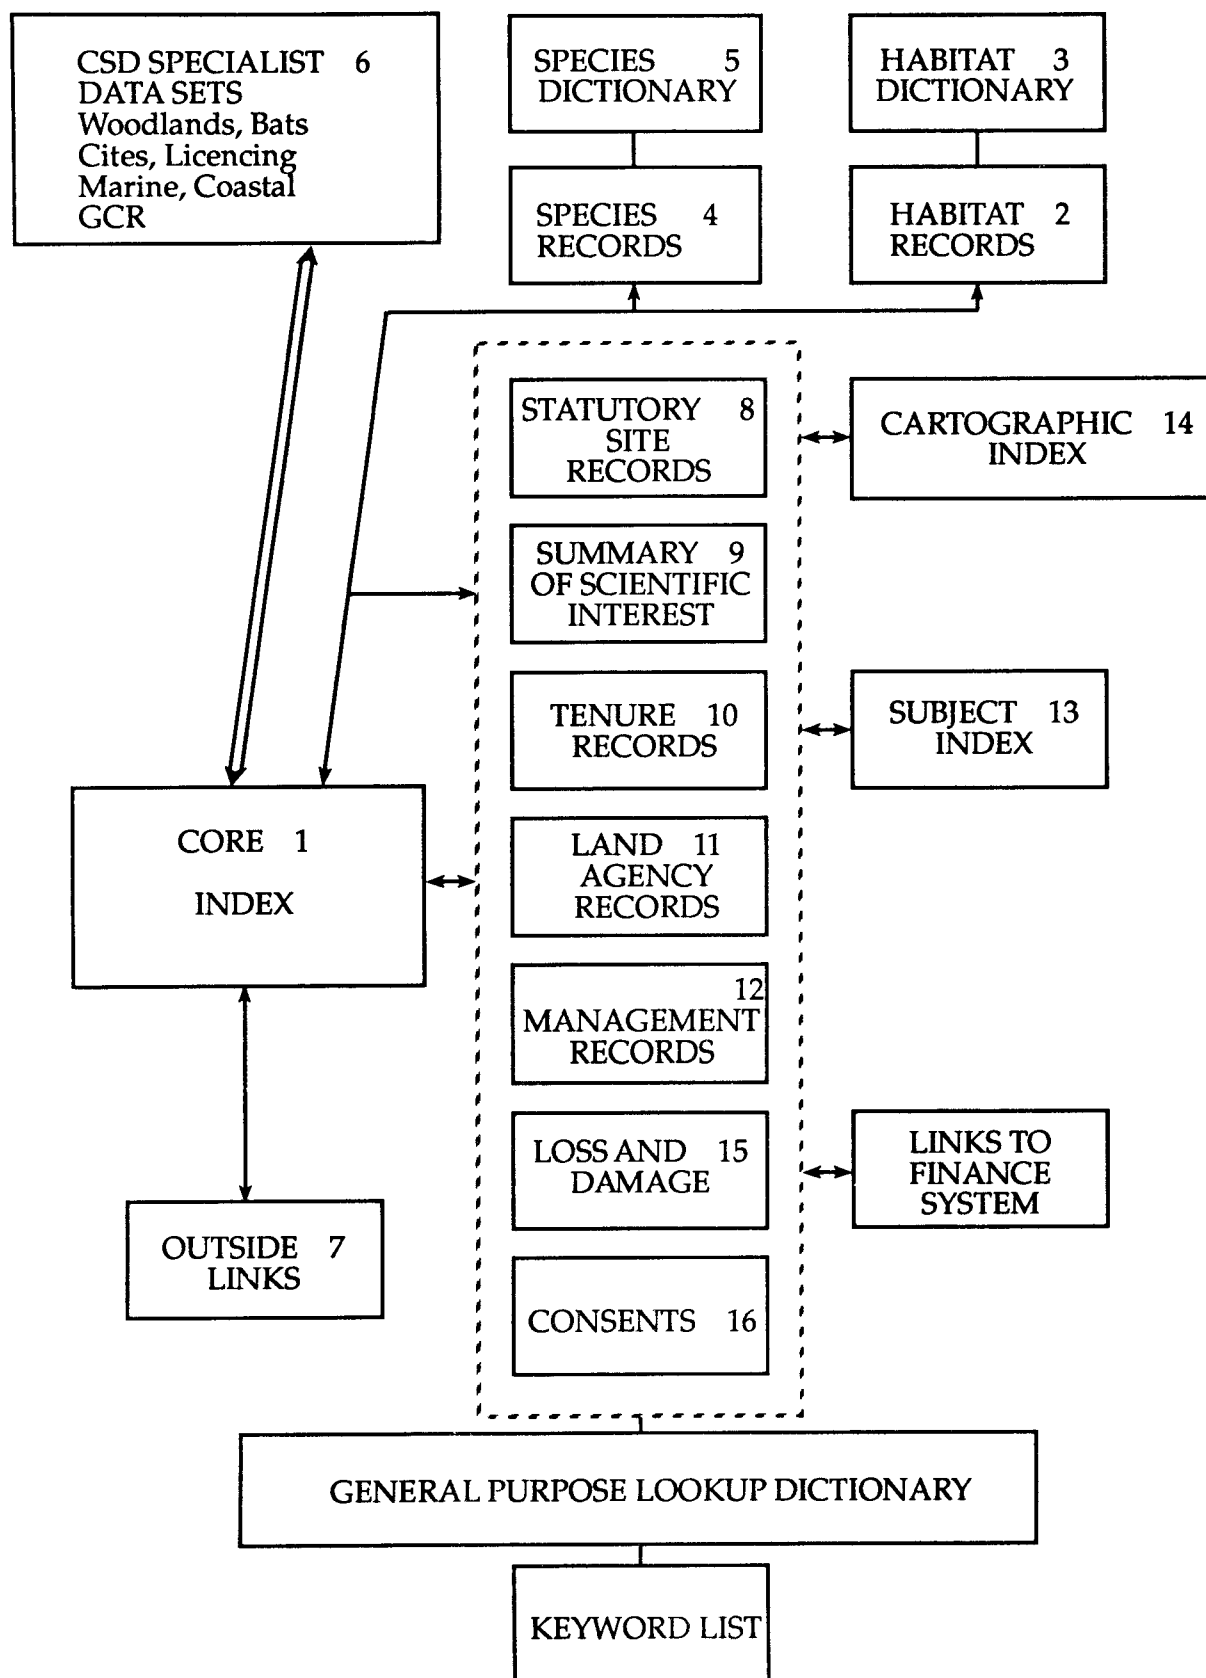 CSD SPECIALIST 6
DATA SETS
Woodlands, Bats
Cites, Licencing
Marine, Coastal
GCR
SPECIES 5
DICTIONARY
HABITAT 3
DICTIONARY
SPECIES 4
RECORDS
HABITAT 2
RECORDS
STATUTORY 8
SITE
RECORDS
CARTOGRAPHIC 14
INDEX
SUMMARY 9
OF SCIENTIFIC
INTEREST
TENURE 10
RECORDS
SUBJECT 13
INDEX
CORE 1
INDEX
LAND 11
AGENCY
RECORDS
12
MANAGEMENT
RECORDS
LOSS AND 15
DAMAGE
LINKS TO
FINANCE
SYSTEM
OUTSIDE 7
LINKS
CONSENTS 16
GENERAL PURPOSE LOOKUP DICTIONARY
KEYWORD LIST